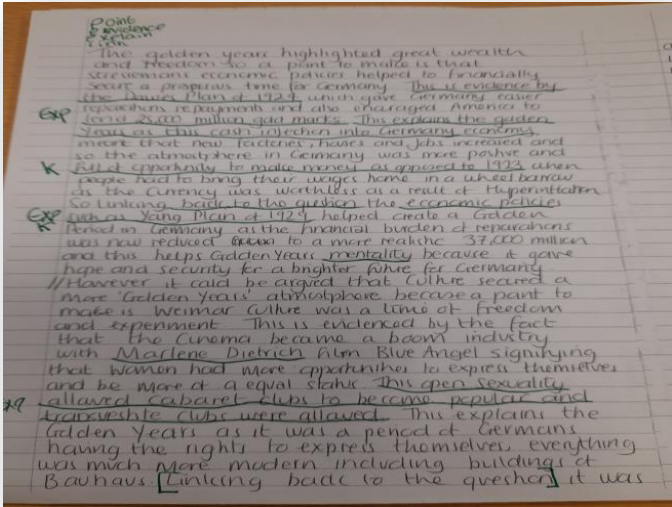 Point
evidence
explain
link
The golden years highlighted great wealth
and freedom so a point to make is that
stresemans economic policies helped to financially
secure a prosperous time for Germany. This is evidence by
the Dawes Plan of 1924 which gave Germany easier
Exp reparations repayments and also encouraged America to
lend 25,000 million gold marks. This explains the golden
Years as this cash injection into Germany economy
meant that new factories, houses and jobs increased and
so the atmosphere in Germany was more positive and
K full of opportunity to make money as opposed to 1923 when
people had to bring their wages home in a wheel barrow
as the currency was worthless as a result of Hyperinflation.
So linking back to the question the economic policies
Exp such as Young Plan of 1929 helped create a Golden
K Period in Germany as the financial burden of reparations
was now reduced to a more realistic 37,000 million
and this helps Golden Years mentality because it gave
hope and security for a brighter future for Germany
//However it could be argued that Culture secured a
more 'Golden Years' atmosphere because a point to
make is Weimar Culture was a time of freedom
and experiment. This is evidenced by the fact
that the Cinema became a boom industry
with Marlene Dietrich film Blue Angel signifying
that women had more opportunities to express themselves
and be more of a equal status. This open sexuality
allowed cabaret clubs to become popular and
transvestite clubs were allowed. This explains the
Golden Years as it was a period of Germans
having the rights to express themselves, everything
was much more modern including buildings of
Bauhaus. [Linking back to the question] it was